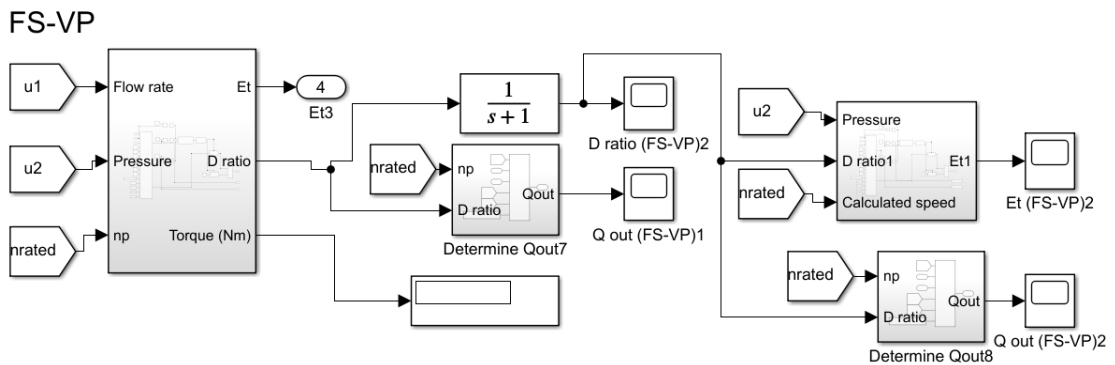 FS-VP
u1
u2
nrated
Flow rate
Pressure
np
Et
D ratio
Torque (Nm)
4
Et3
1
s + 1
D ratio (FS-VP)2
nrated
np
D ratio
Qout
Determine Qout7
Q out (FS-VP)1
u2
nrated
Pressure
D ratio1
Calculated speed
Et1
Et (FS-VP)2
nrated
np
D ratio
Qout
Determine Qout8
Q out (FS-VP)2